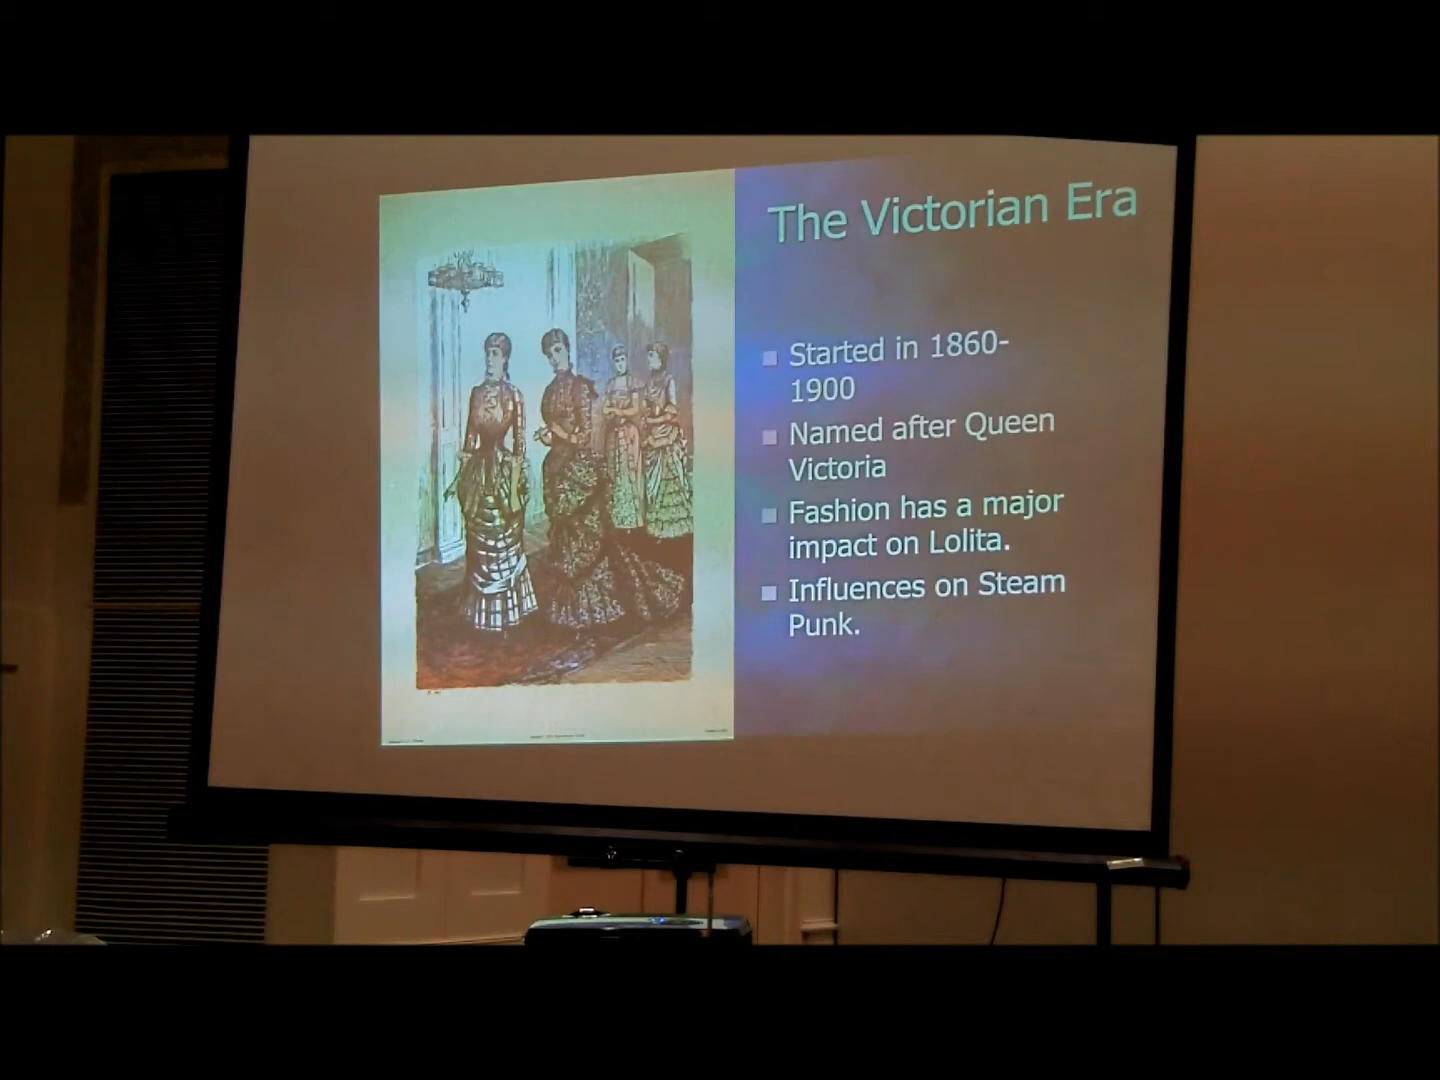 The Victorian Era
Started in 1860-
1900
Named after Queen
Victoria
Fashion has a major
impact on Lolita.
Influences on Steam
Punk.